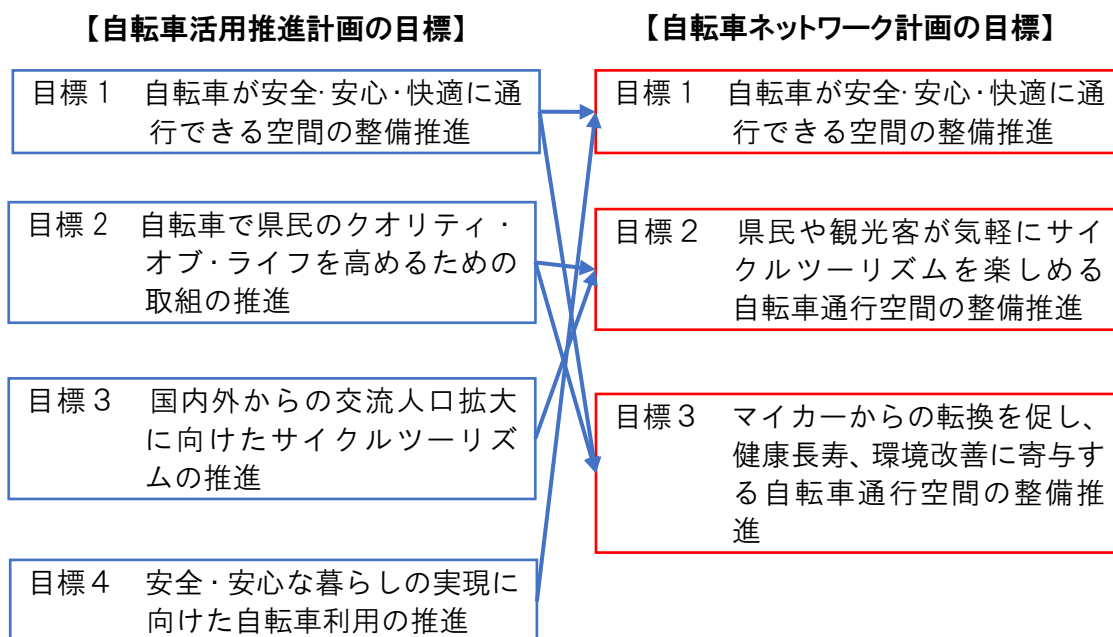 【自転車活用推進計画の目標】
目標１　自転車が安全・安心・快適に通
行できる空間の整備推進
目標２　自転車で県民のクオリティ・
オブ・ライフを高めるための
取組の推進
目標３　国内外からの交流人口拡大
に向けたサイクルツーリズ
ムの推進
目標４　安全・安心な暮らしの実現に
向けた自転車利用の推進
【自転車ネットワーク計画の目標】
目標１　自転車が安全・安心・快適に通
行できる空間の整備推進
目標２　県民や観光客が気軽にサイ
クルツーリズムを楽しめる
自転車通行空間の整備推進
目標３　マイカーからの転換を促し、
健康長寿、環境改善に寄与す
る自転車通行空間の整備推
進